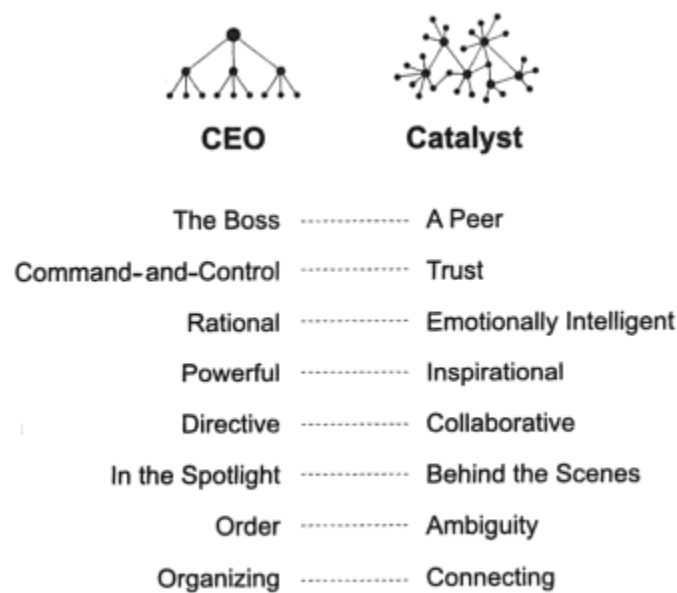 CEO Catalyst
The Boss A Peer
Command-and-Control Trust
Rational Emotionally Intelligent
Powerful Inspirational
Directive Collaborative
In the Spotlight Behind the Scenes
Order Ambiguity
Organizing Connecting